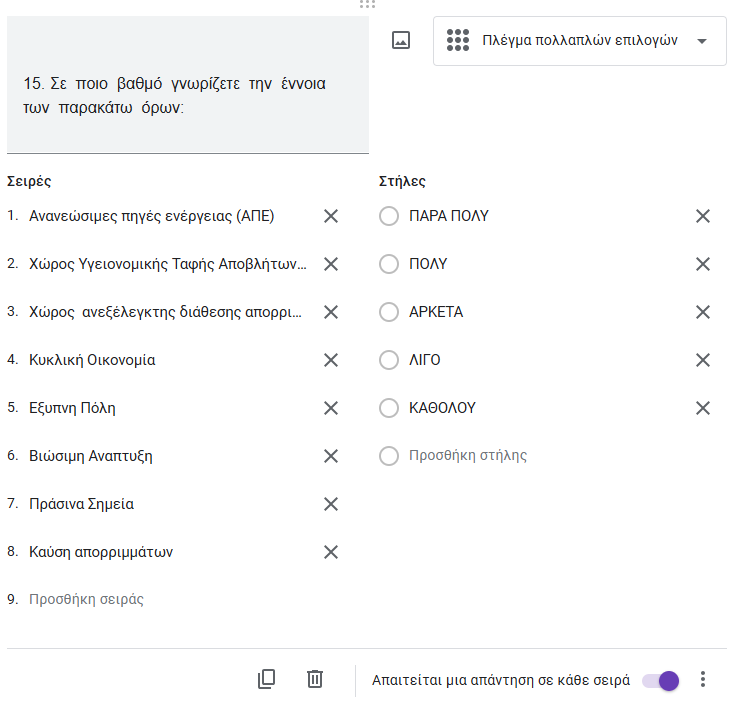 15. Σε ποιο βαθμό γνωρίζετε την έννοια
των παρακάτω όρων:
Πλέγμα πολλαπλών επιλογών
Σειρές
1. Ανανεώσιμες πηγές ενέργειας (ΑΠΕ)
2. Χώρος Υγειονομικής Ταφής Αποβλήτων...
3. Χώρος ανεξέλεγκτης διάθεσης απορρι...
4. Κυκλική Οικονομία
5. Εξυπνη Πόλη
6. Βιώσιμη Αναπτυξη
7. Πράσινα Σημεία
8. Καύση απορριμμάτων
9. Προσθήκη σειράς
Στήλες
ΠΑΡΑ ΠΟΛΥ
ΠΟΛΥ
ΑΡΚΕΤΑ
ΛΙΓΟ
ΚΑΘΟΛΟΥ
Προσθήκη στήλης
Απαιτείται μια απάντηση σε κάθε σειρά